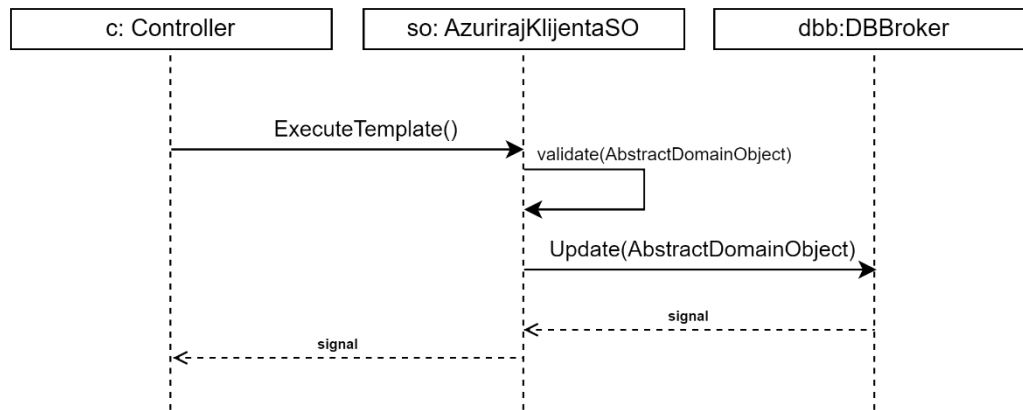 c: Controller
so: AzurirajKlijentaSO
dbb:DBBroker
ExecuteTemplate()
validate(AbstractDomainObject)
Update(AbstractDomainObject)
signal
signal